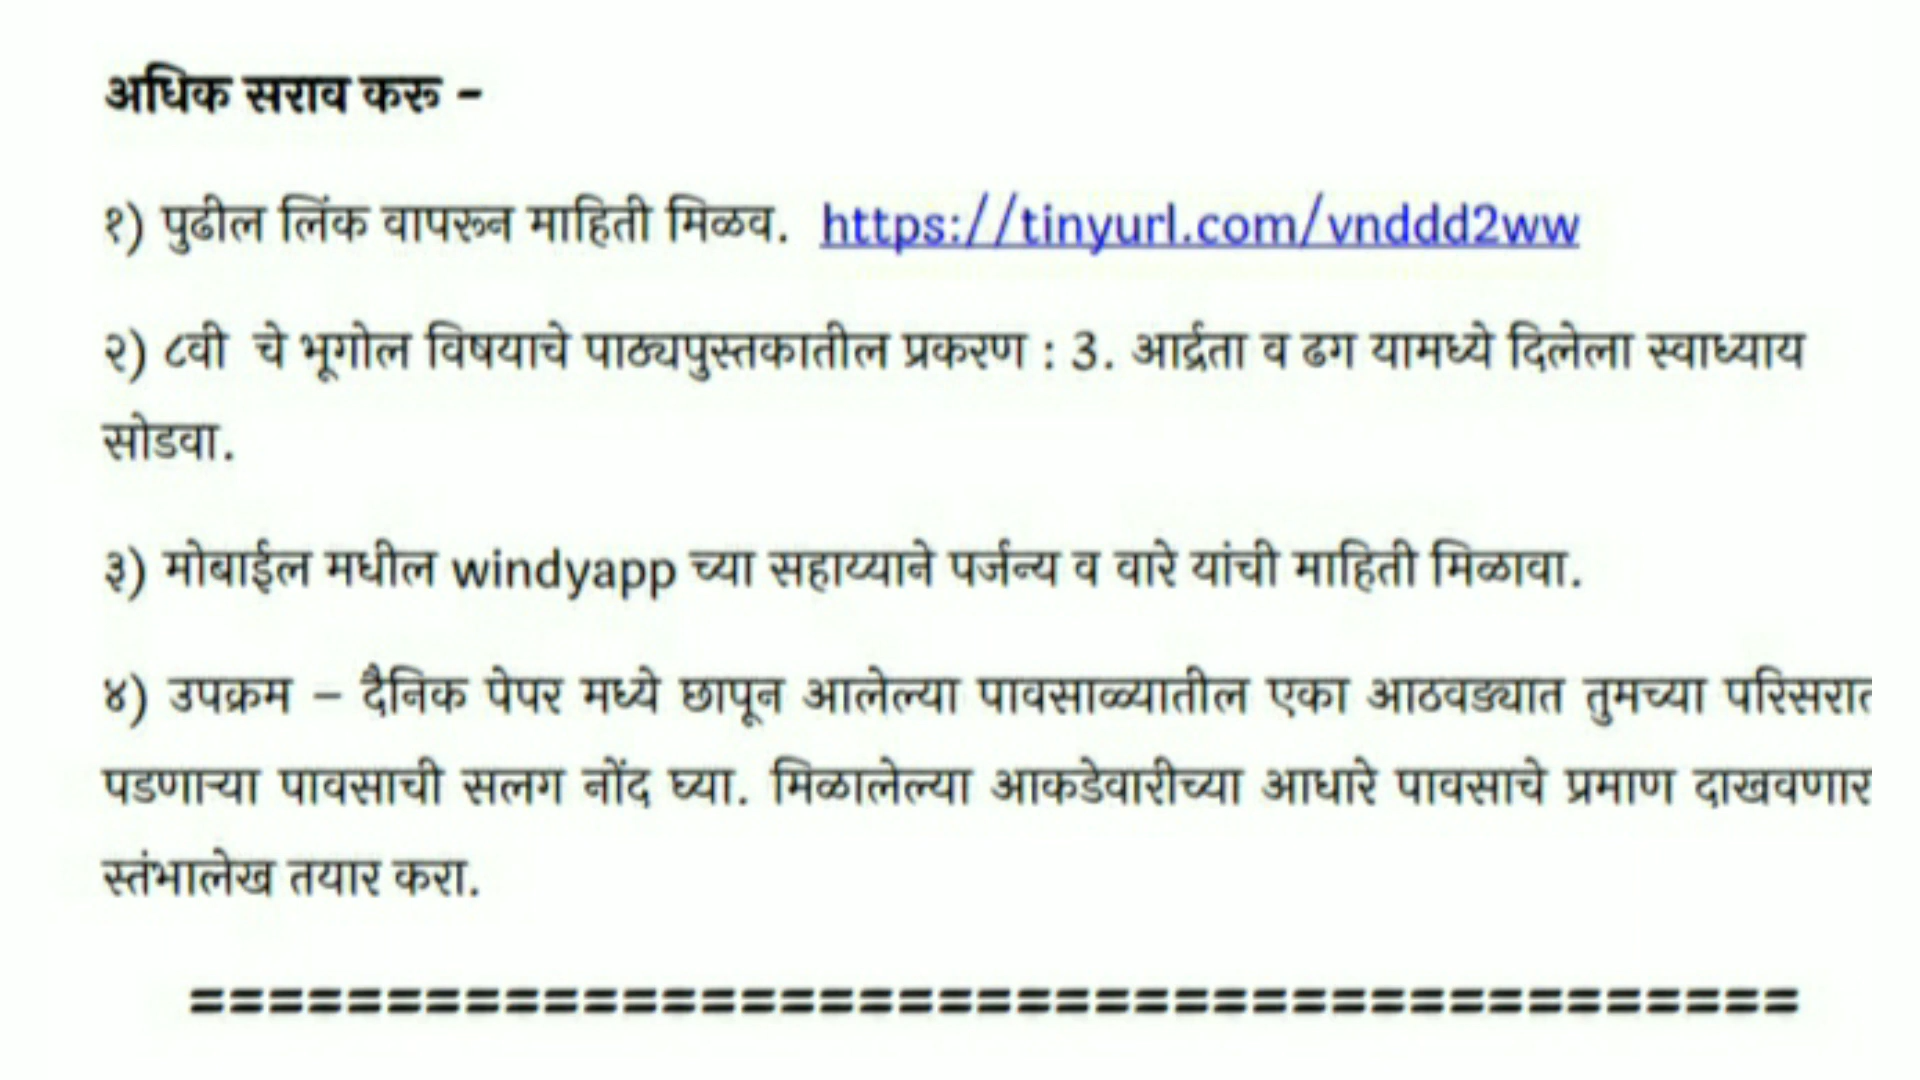 अधिक सराव करू -
१) पुढील लिंक वापरून माहिती मिळव. https://tinyurl.com/vnddd2ww
२) ८वी चे भूगोल विषयाचे पाठ्यपुस्तकातील प्रकरण : 3. आर्द्रता व ढग यामध्ये दिलेला स्वाध्याय
सोडवा.
३) मोबाईल मधील windyapp च्या सहाय्याने पर्जन्य व वारे यांची माहिती मिळावा.
४) उपक्रम – दैनिक पेपर मध्ये छापून आलेल्या पावसाळ्यातील एका आठवड्यात तुमच्या परिसरात
पडणाऱ्या पावसाची सलग नोंद घ्या. मिळालेल्या आकडेवारीच्या आधारे पावसाचे प्रमाण दाखवणार
स्तंभालेख तयार करा.
=========================================